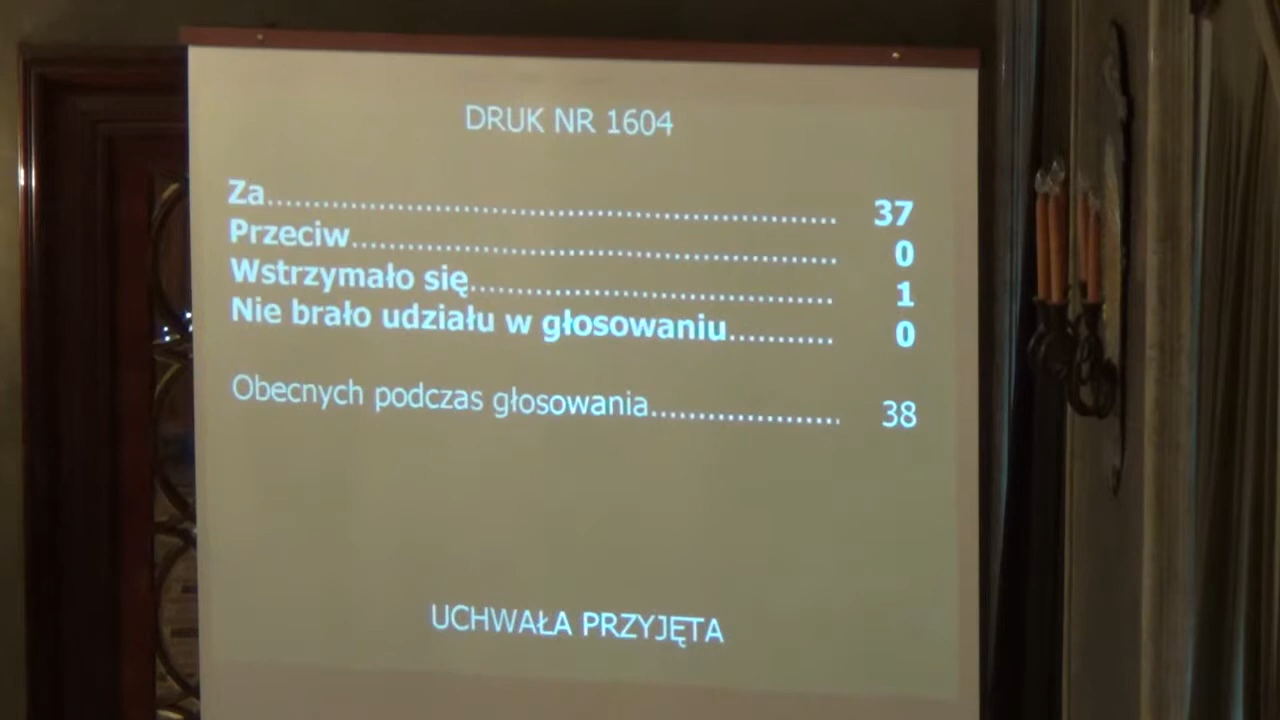 DRUK NR 1604
Za.......................................................... 37
Przeciw.................................................. 0
Wstrzymało się..................................... 1
Nie brało udziału w głosowaniu........... 0
Obecnych podczas głosowania................... 38
UCHWAŁA PRZYJĘTA